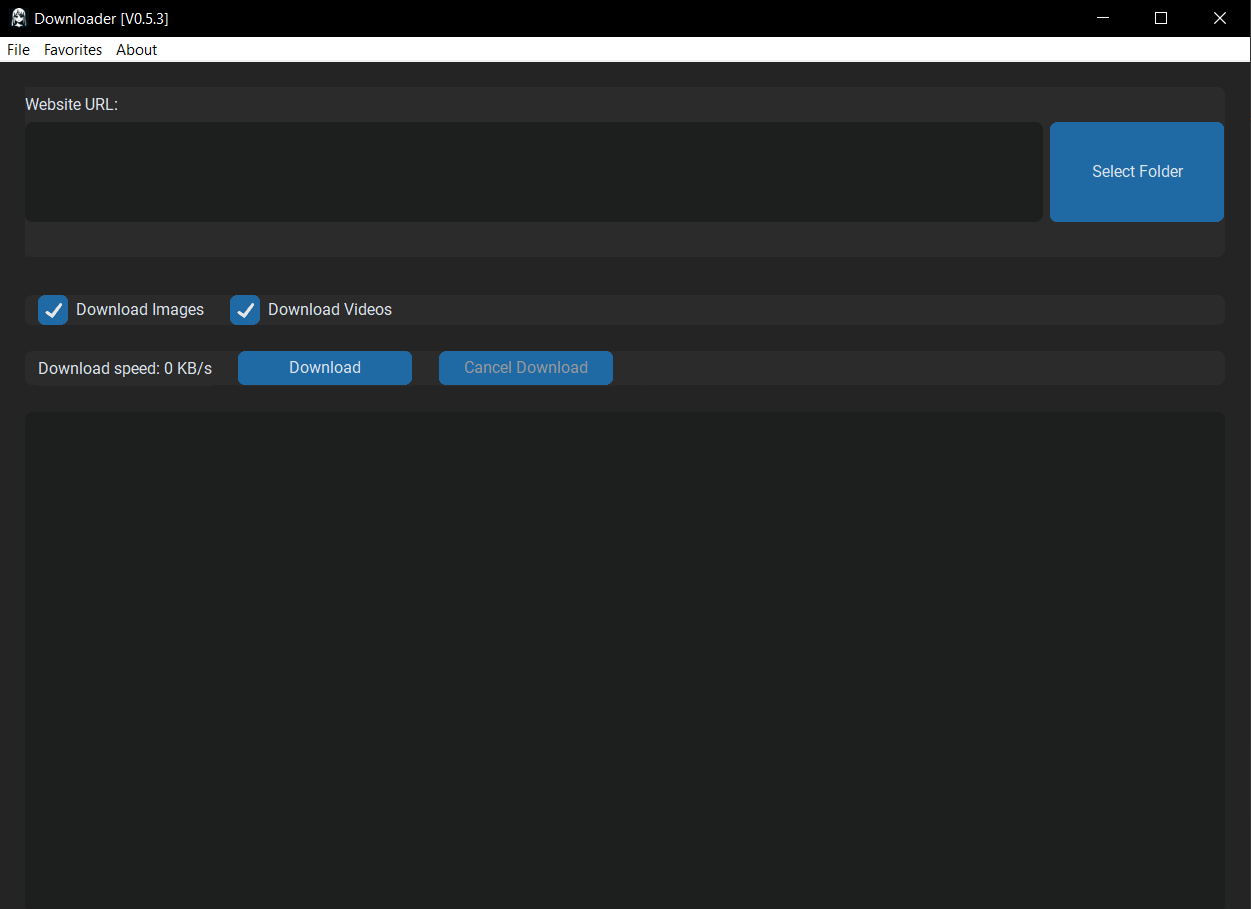 Downloader [V0.5.3]
File Favorites About
Website URL:
Select Folder
Download Images Download Videos
Download speed: 0 KB/s Download Cancel Download